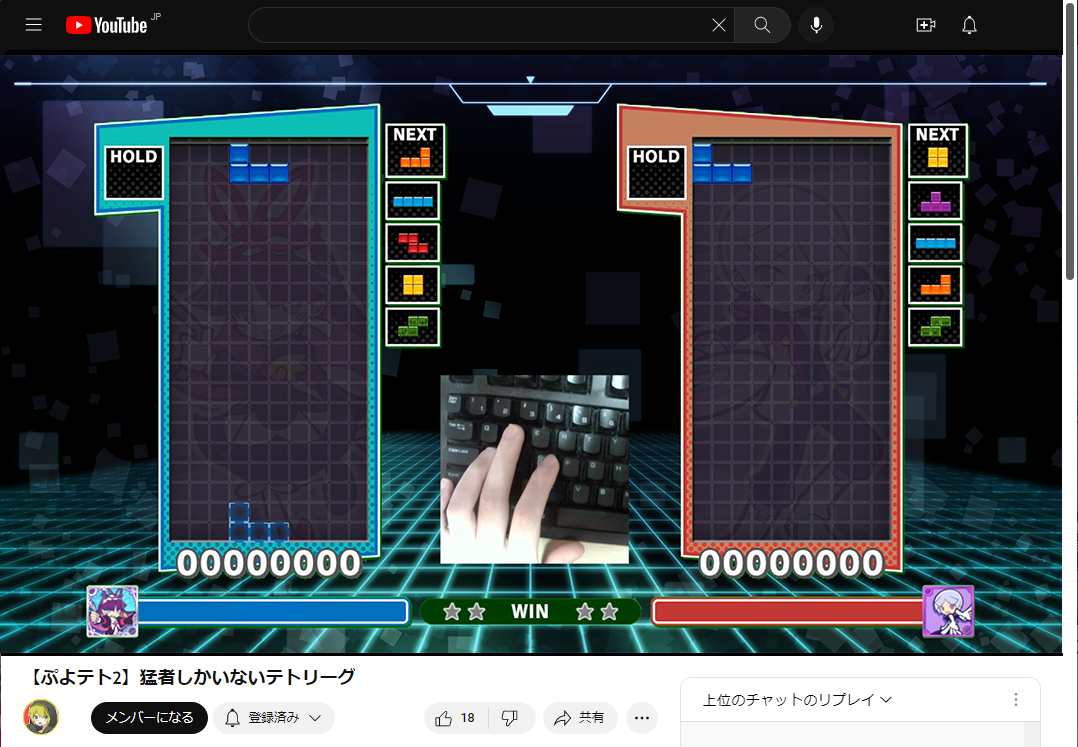 YouTube JP
HOLD
NEXT
HOLD
NEXT
00000000
00000000
WIN
【ぷよテト2】猛者しかいないテトリーグ
メンバーになる
登録済み
18
共有
上位のチャットのリプレイ